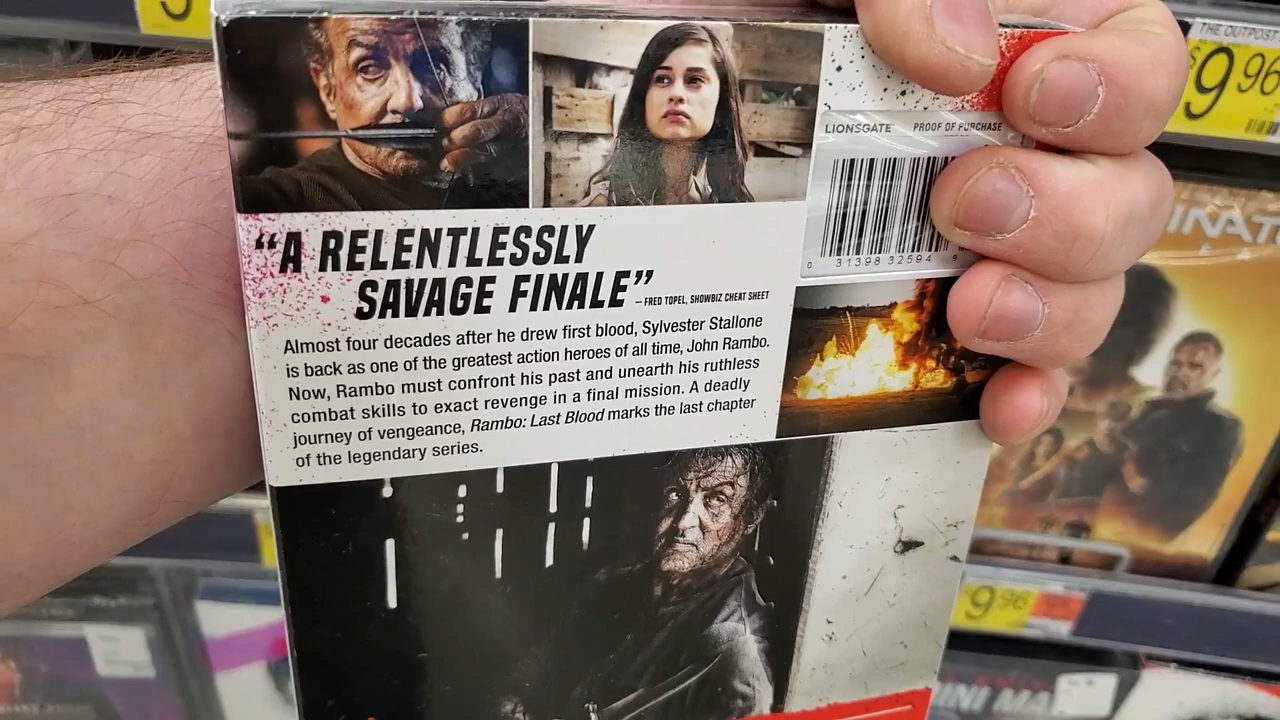 THE OUTPOST
$9 96
LIONSGATE
PROOF OF PURCHASE
0 31398 32594 9
"A RELENTLESSLY
SAVAGE FINALE"
– FRED TOPEL, SHOWBIZ CHEAT SHEET
Almost four decades after he drew first blood, Sylvester Stallone
is back as one of the greatest action heroes of all time, John Rambo.
Now, Rambo must confront his past and unearth his ruthless
combat skills to exact revenge in a final mission. A deadly
journey of vengeance, Rambo: Last Blood marks the last chapter
of the legendary series.
$9 96